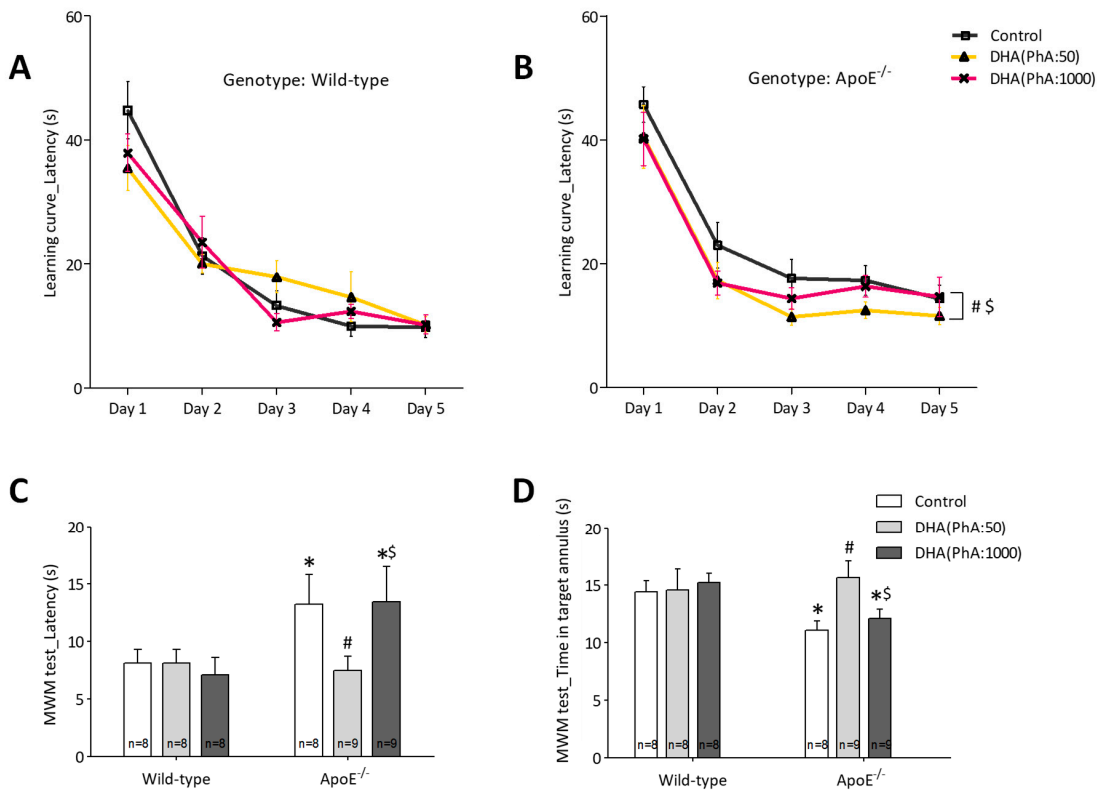 A
Genotype: Wild-type
Learning curve_Latency (s)
60
40
20
0
Day 1 Day 2 Day 3 Day 4 Day 5
B
Genotype: ApoE-/-
Control
DHA(PhA:50)
DHA(PhA:1000)
Learning curve_Latency (s)
60
40
20
0
# $
Day 1 Day 2 Day 3 Day 4 Day 5
C
MWM test_Latency (s)
20
15
10
5
0
* # *$
n=8 n=8 n=8 n=8 n=9 n=9
Wild-type ApoE-/-
D
Control
DHA(PhA:50)
DHA(PhA:1000)
MWM test_Time in target annulus (s)
20
15
10
5
0
* # *$
n=8 n=8 n=8 n=8 n=9 n=9
Wild-type ApoE-/-